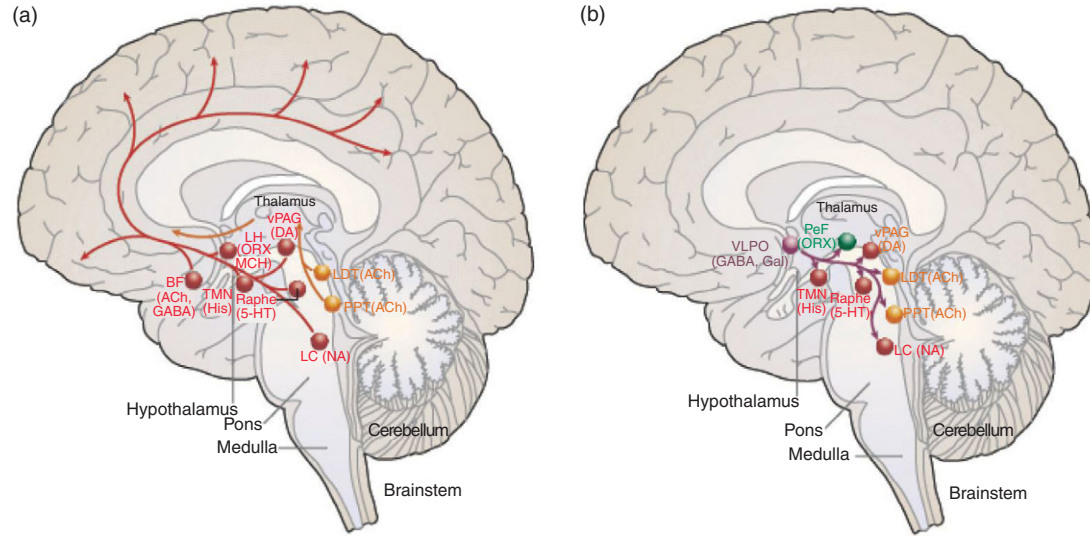 (a)
Thalamus
vPAG
(DA)
LH
(ORX
MCH)
BF
(ACh,
GABA)
TMN
(His)
Raphe
(5-HT)
LDT(ACh)
PPT(ACh)
LC (NA)
Hypothalamus
Pons
Medulla
Cerebellum
Brainstem
(b)
Thalamus
VLPO
(GABA, Gal)
PeF
(ORX)
vPAG
(DA)
LDT(ACh)
TMN
(His)
Raphe
(5-HT)
PPT(ACh)
LC (NA)
Hypothalamus
Pons
Medulla
Cerebellum
Brainstem